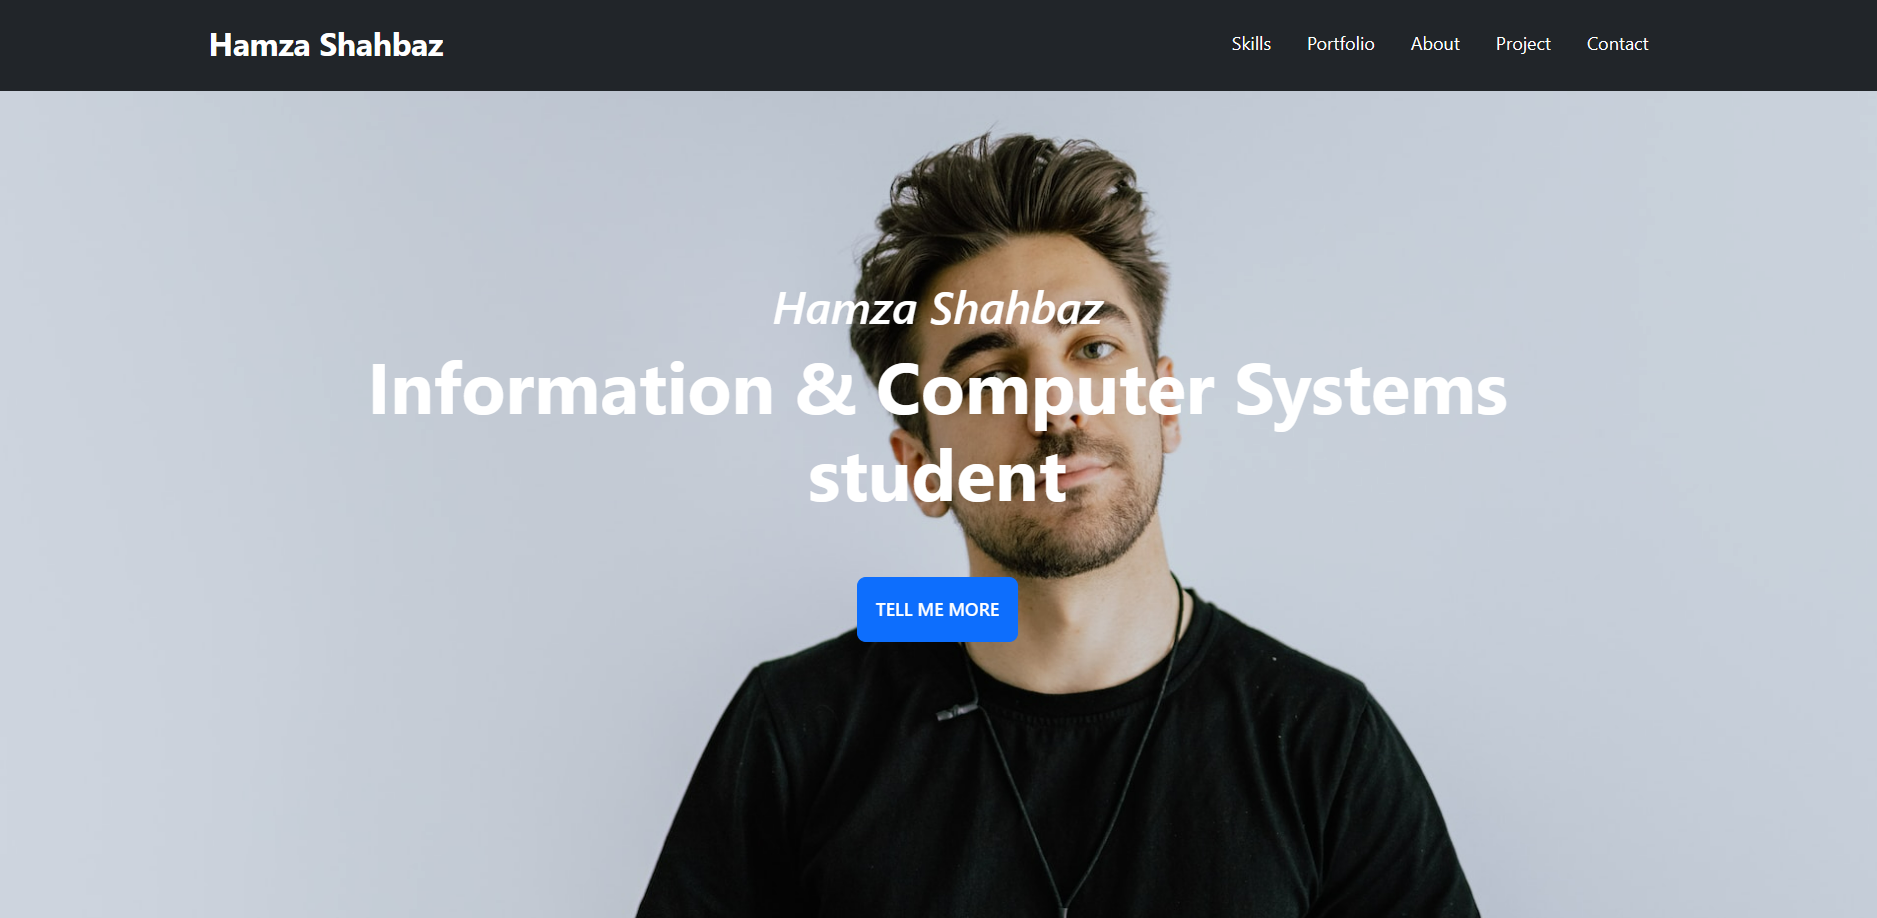 Hamza Shahbaz
Skills Portfolio About Project Contact
Hamza Shahbaz
Information & Computer Systems
student
TELL ME MORE